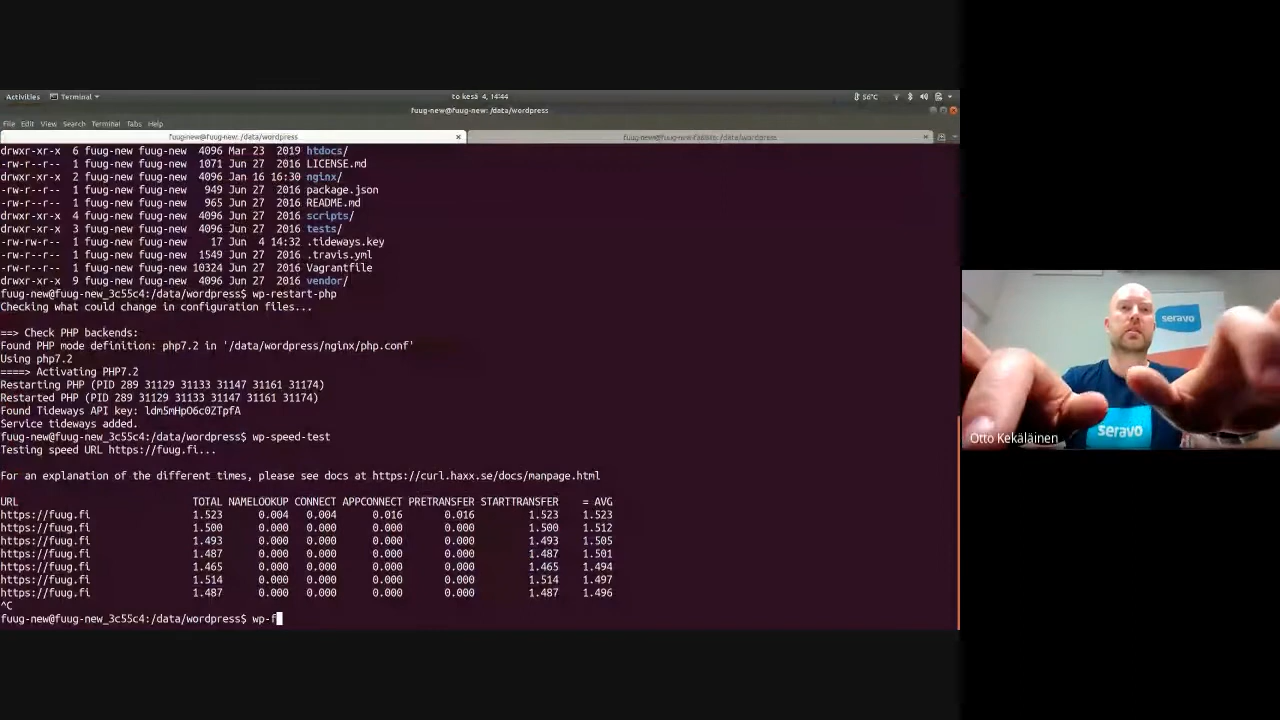 Activities Terminal to kesä 4, 14:44 56°C
fuug-new@fuug-new: /data/wordpress
File Edit View Search Terminal Tabs Help
fuug-new@fuug-new: /data/wordpress /data/wordpress
drwxr-xr-x 6 fuug-new fuug-new 4096 Mar 23 2019 htdocs/
-rw-r--r-- 1 fuug-new fuug-new 1071 Jun 27 2016 LICENSE.md
drwxr-xr-x 2 fuug-new fuug-new 4096 Jan 16 16:30 nginx/
-rw-r--r-- 1 fuug-new fuug-new 949 Jun 27 2016 package.json
-rw-r--r-- 1 fuug-new fuug-new 965 Jun 27 2016 README.md
drwxr-xr-x 4 fuug-new fuug-new 4096 Jun 27 2016 scripts/
drwxr-xr-x 3 fuug-new fuug-new 4096 Jun 27 2016 tests/
-rw-rw-r-- 1 fuug-new fuug-new 17 Jun 4 14:32 .tideways.key
-rw-r--r-- 1 fuug-new fuug-new 1549 Jun 27 2016 .travis.yml
-rw-r--r-- 1 fuug-new fuug-new 10324 Jun 27 2016 Vagrantfile
drwxr-xr-x 9 fuug-new fuug-new 4096 Jun 27 2016 vendor/
fuug-new@fuug-new_3c55c4:/data/wordpress$ wp-restart-php
Checking what could change in configuration files...
==> Check PHP backends:
Found PHP mode definition: php7.2 in '/data/wordpress/nginx/php.conf'
Using php7.2
====> Activating PHP7.2
Restarting PHP (PID 289 31129 31133 31147 31161 31174)
Restarted PHP (PID 289 31129 31133 31147 31161 31174)
Found Tideways API key: ldm5mHpO6c0ZTpfA
Service tideways added.
fuug-new@fuug-new_3c55c4:/data/wordpress$ wp-speed-test
Testing speed URL https://fuug.fi...
For an explanation of the different times, please see docs at https://curl.haxx.se/docs/manpage.html
URL TOTAL NAMELOOKUP CONNECT APPCONNECT PRETRANSFER STARTTRANSFER = AVG
https://fuug.fi 1.523 0.004 0.004 0.016 0.016 1.523 1.523
https://fuug.fi 1.500 0.000 0.000 0.000 0.000 1.500 1.512
https://fuug.fi 1.493 0.000 0.000 0.000 0.000 1.493 1.505
https://fuug.fi 1.487 0.000 0.000 0.000 0.000 1.487 1.501
https://fuug.fi 1.465 0.000 0.000 0.000 0.000 1.465 1.494
https://fuug.fi 1.514 0.000 0.000 0.000 0.000 1.514 1.497
https://fuug.fi 1.487 0.000 0.000 0.000 0.000 1.487 1.496
^C
fuug-new@fuug-new_3c55c4:/data/wordpress$ wp-f
seravo
seravo
Otto Kekäläinen